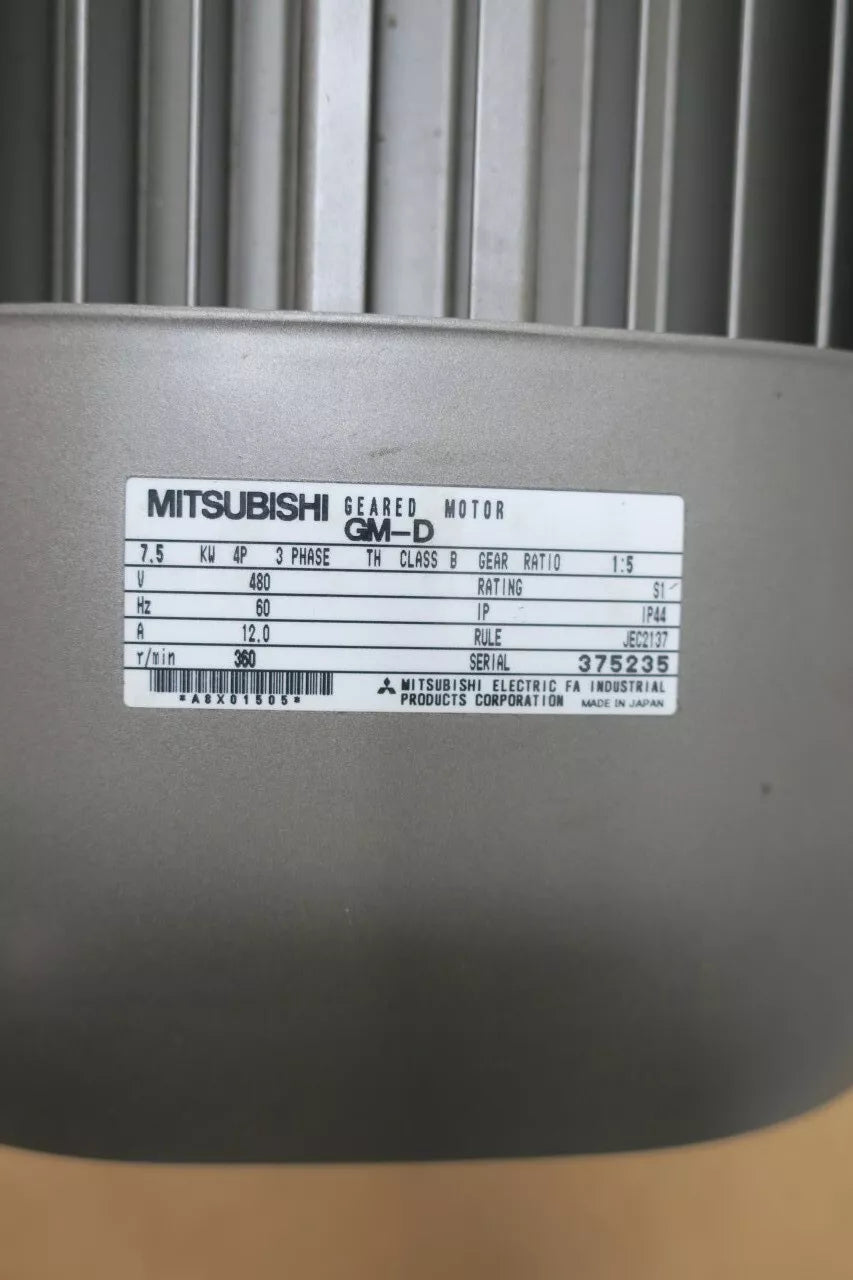 MITSUBISHI GEARED MOTOR
GM-D
7.5 KW 4P 3 PHASE TH CLASS B GEAR RATIO 1:5
V 480 RATING S1
Hz 60 IP IP44
A 12.0 RULE JEC2137
r/min 360 SERIAL 375235
*A6X01505* MITSUBISHI ELECTRIC FA INDUSTRIAL
PRODUCTS CORPORATION MADE IN JAPAN